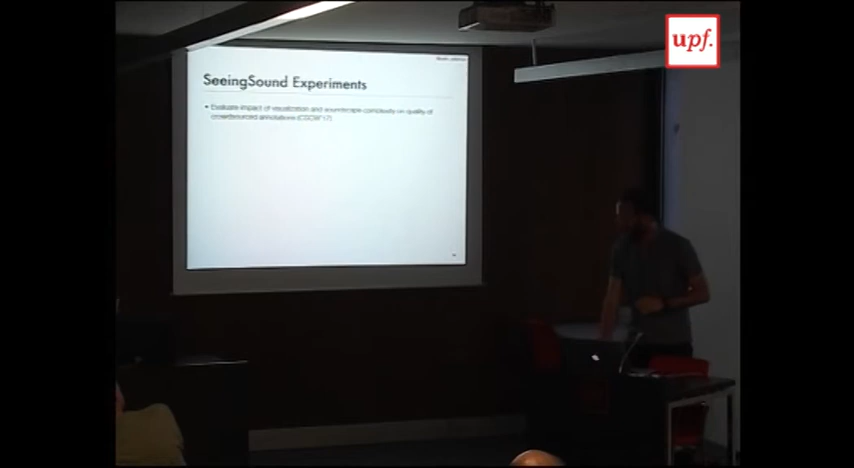 upf.
SeeingSound Experiments
• Evaluate impact of visualization and soundscape complexity on quality of
crowdsourced annotations (CSCW'17)